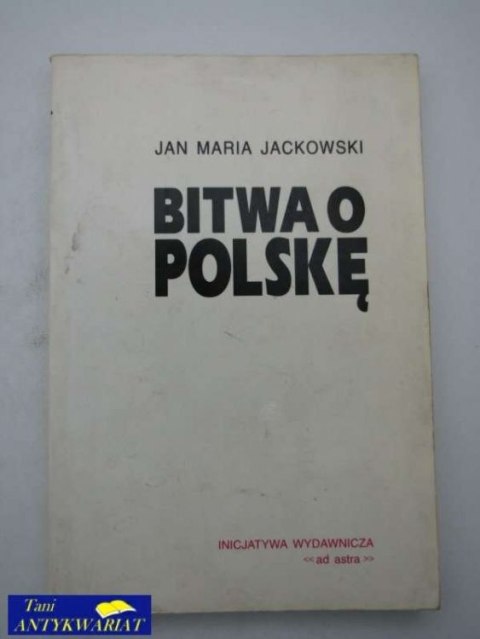 JAN MARIA JACKOWSKI
BITWA O
POLSKĘ
INICJATYWA WYDAWNICZA
<<ad astra>>
Tani
ANTYKWARIAT